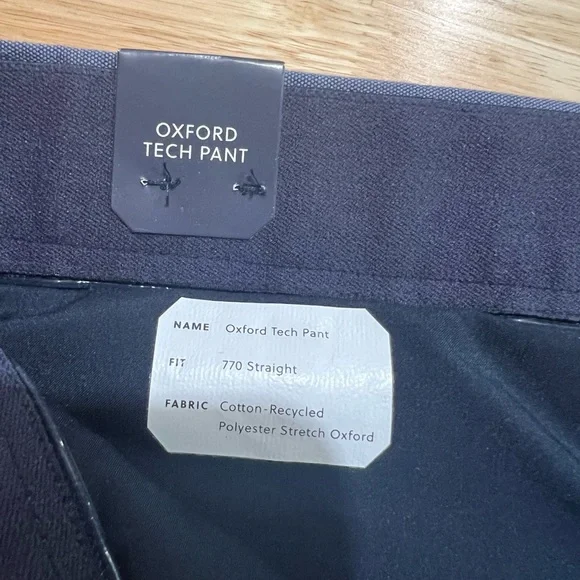 OXFORD
TECH PANT
NAME Oxford Tech Pant
FIT 770 Straight
FABRIC Cotton-Recycled
Polyester Stretch Oxford